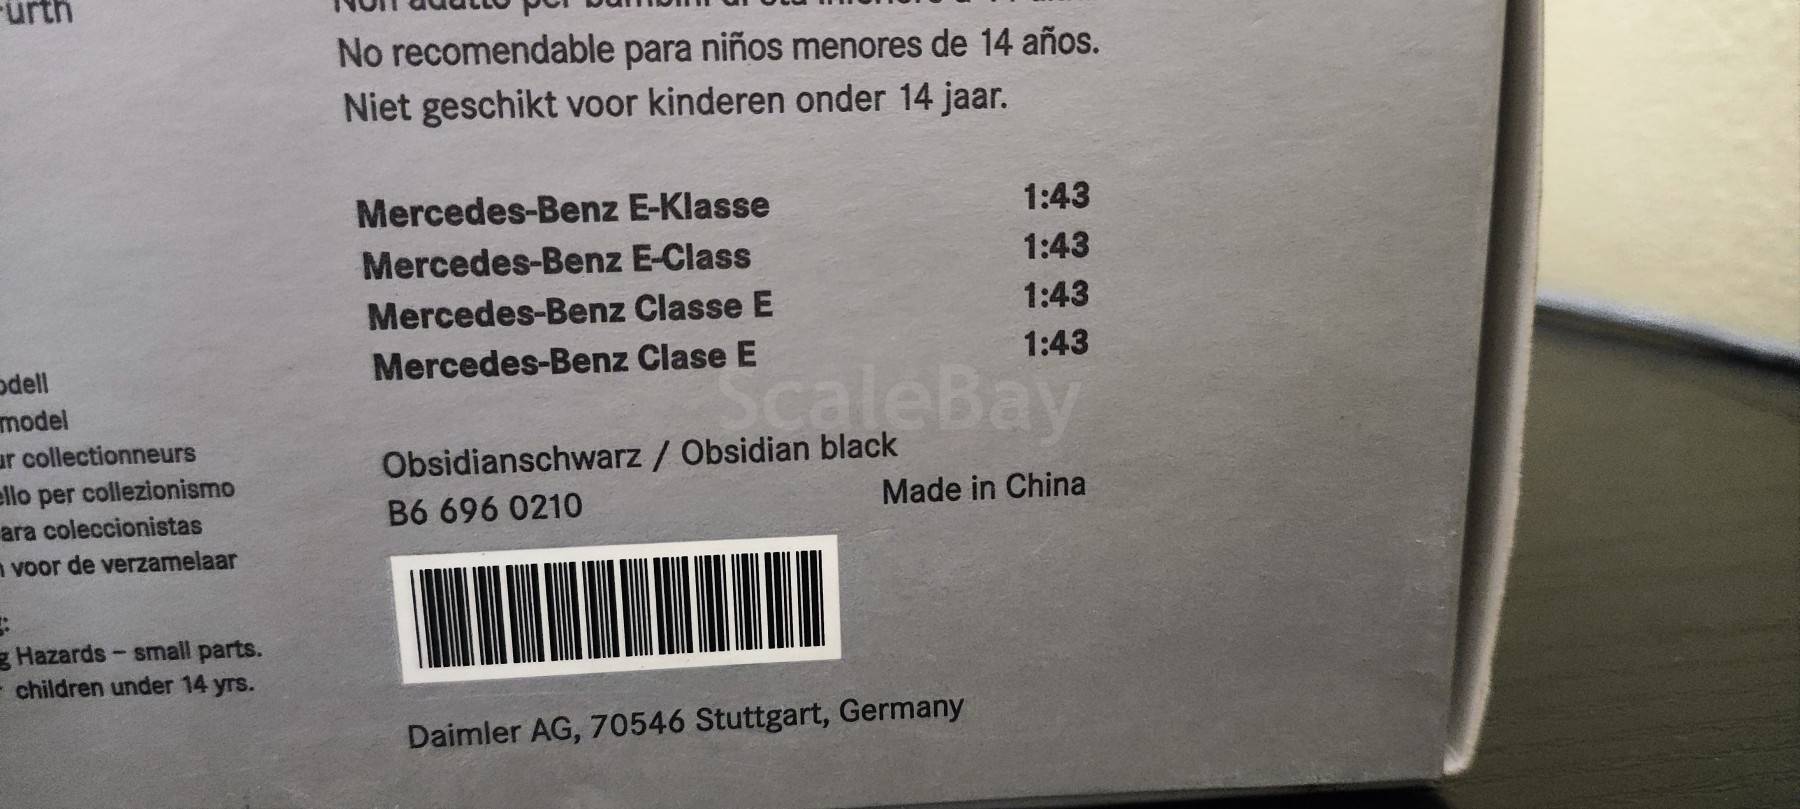 No recomendable para niños menores de 14 años.
Niet geschikt voor kinderen onder 14 jaar.
Mercedes-Benz E-Klasse 1:43
Mercedes-Benz E-Class 1:43
Mercedes-Benz Classe E 1:43
Mercedes-Benz Clase E 1:43
ScaleBay
Obsidianschwarz / Obsidian black
B6 696 0210
Made in China
Daimler AG, 70546 Stuttgart, Germany
model
collectionneurs
per collezionismo
coleccionistas
voor de verzamelaar
Hazards – small parts.
children under 14 yrs.